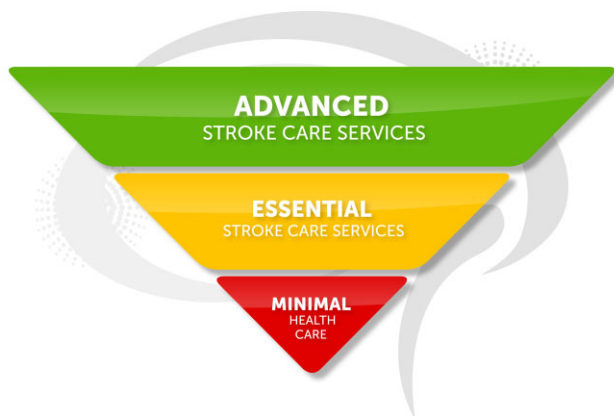 ADVANCED
STROKE CARE SERVICES
ESSENTIAL
STROKE CARE SERVICES
MINIMAL
HEALTH
CARE